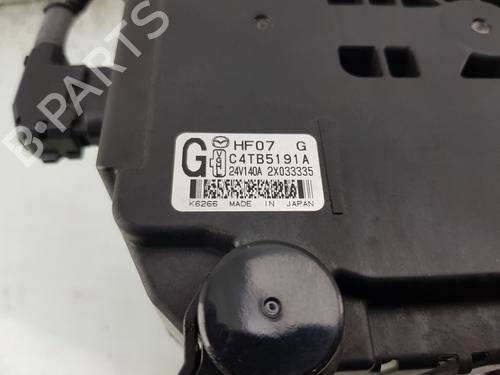 HF07 G
G C4TB5191A
24V140A 2X033335
K6266 MADE IN JAPAN
B-PARTS